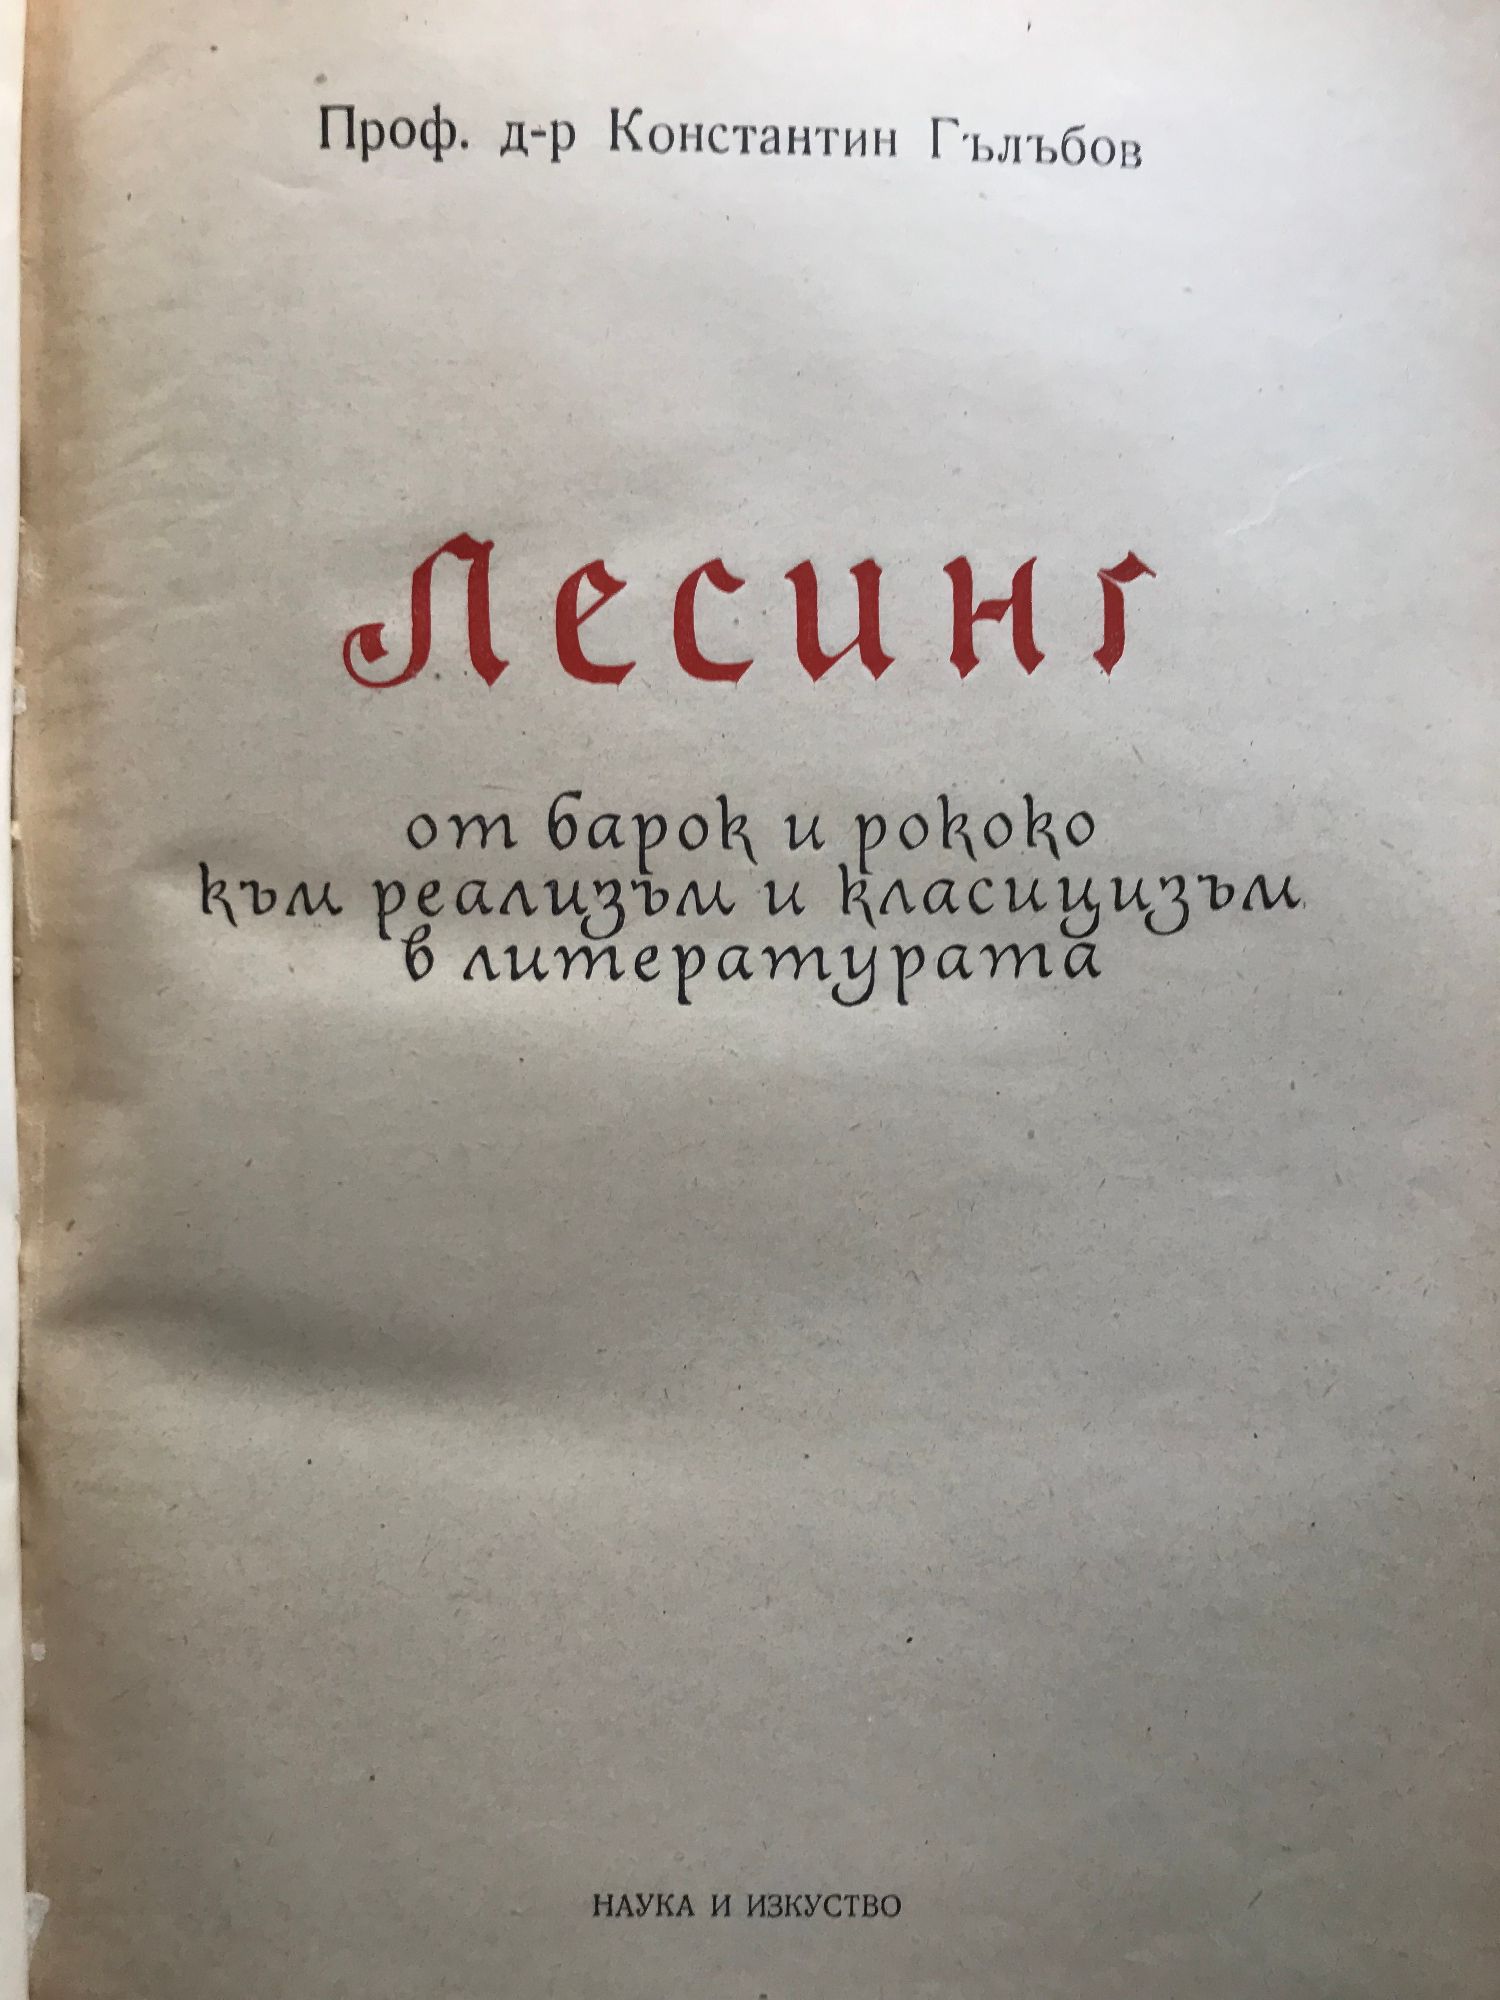 Проф. д-р Константин Гълъбов
Лесинг
от барок и рококо
към реализъм и класицизъм
в литературата
НАУКА И ИЗКУСТВО